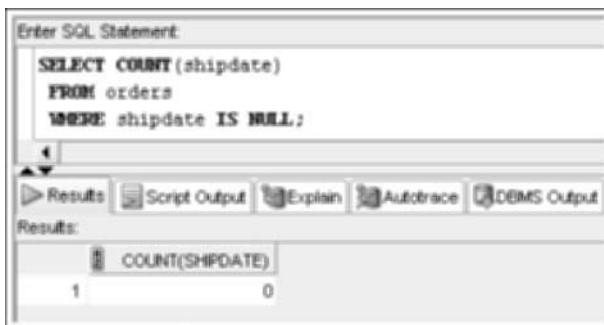 Enter SQL Statement:
SELECT COUNT(shipdate)
FROM orders
WHERE shipdate IS NULL;
Results Script Output Explain Autotrace DBMS Output
Results:
COUNT(SHIPDATE)
1 0